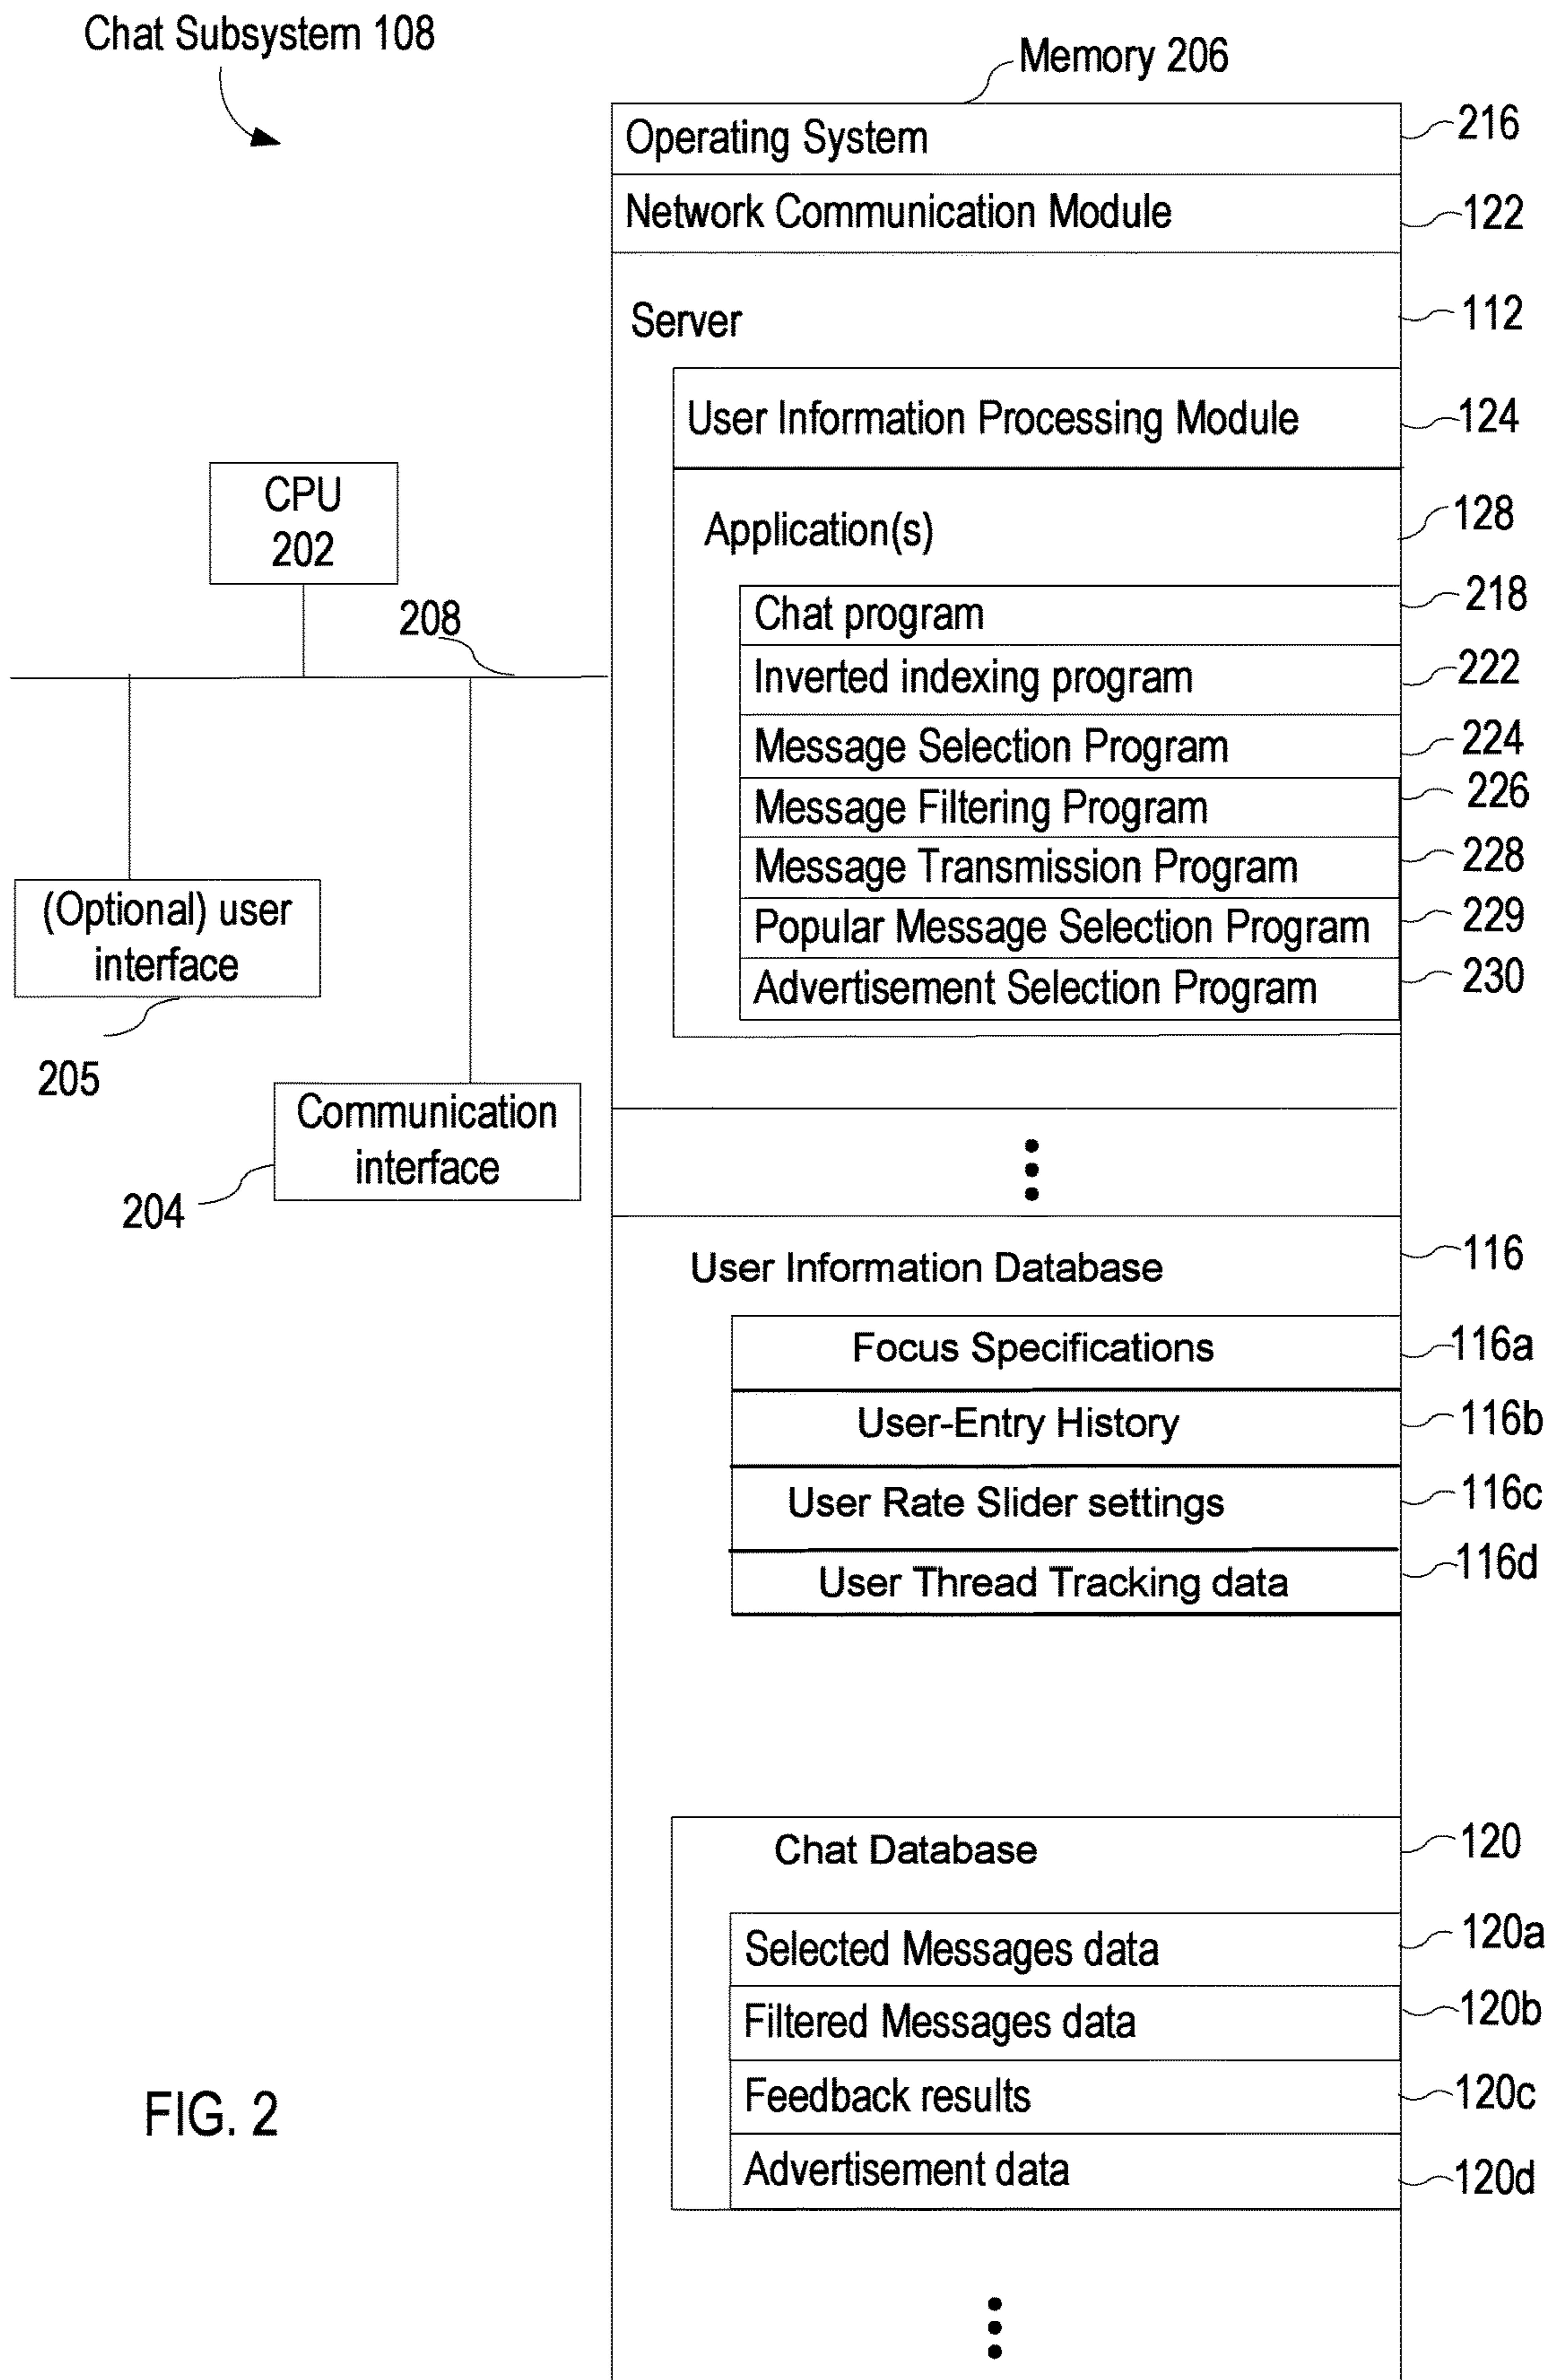 Chat Subsystem 108
Memory 206
Operating System
216
Network Communication Module
122
Server
112
User Information Processing Module
124
Application(s)
128
Chat program
218
Inverted indexing program
222
Message Selection Program
224
Message Filtering Program
226
Message Transmission Program
228
Popular Message Selection Program
229
Advertisement Selection Program
230
CPU
202
208
(Optional) user
interface
205
Communication
interface
204
User Information Database
116
Focus Specifications
116a
User-Entry History
116b
User Rate Slider settings
116c
User Thread Tracking data
116d
Chat Database
120
Selected Messages data
120a
Filtered Messages data
120b
Feedback results
120c
Advertisement data
120d
FIG. 2